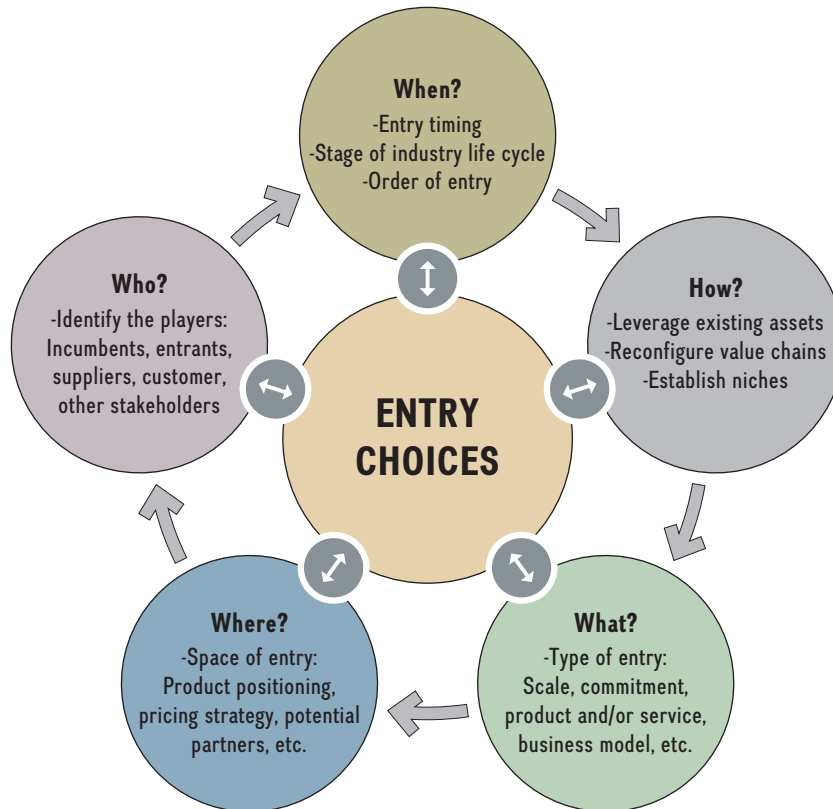 When?
-Entry timing
-Stage of industry life cycle
-Order of entry
How?
-Leverage existing assets
-Reconfigure value chains
-Establish niches
What?
-Type of entry:
Scale, commitment,
product and/or service,
business model, etc.
Where?
-Space of entry:
Product positioning,
pricing strategy, potential
partners, etc.
Who?
-Identify the players:
Incumbents, entrants,
suppliers, customer,
other stakeholders
ENTRY
CHOICES